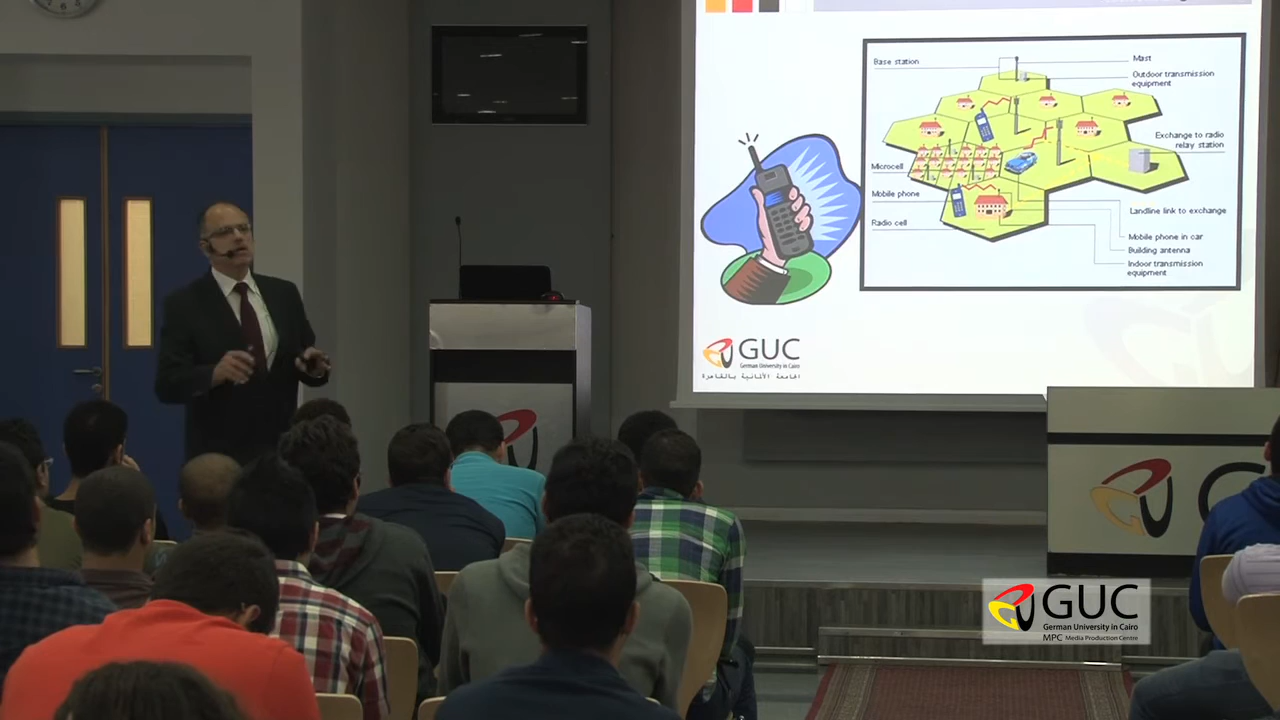 Base station
Mast
Outdoor transmission
equipment
Exchange to radio
relay station
Microcell
Mobile phone
Radio cell
Landline link to exchange
Mobile phone in car
Building antenna
Indoor transmission
equipment
GUC
German University in Cairo
الجامعة الألمانية بالقاهرة
GUC
German University in Cairo
MPC Media Production Centre